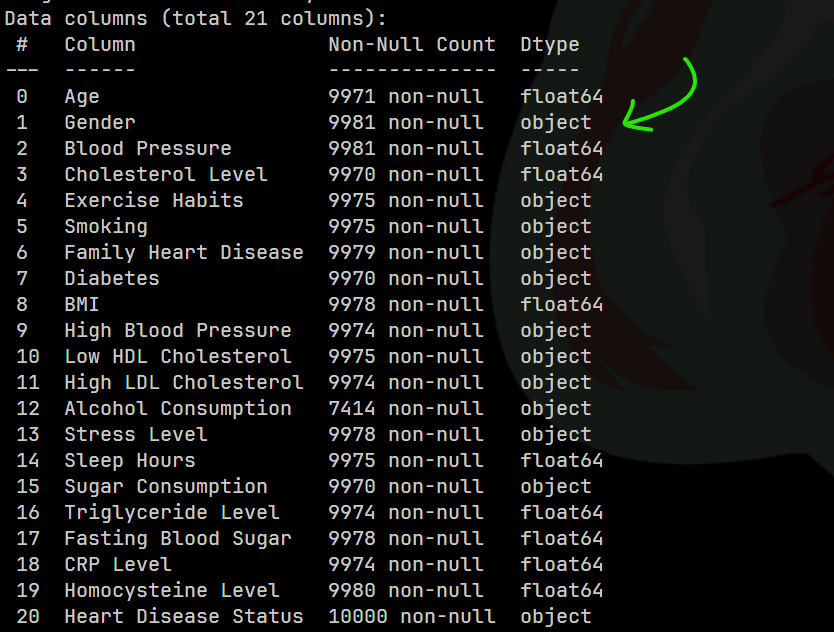 Data columns (total 21 columns):
 #   Column                Non-Null Count  Dtype
---  ------                --------------  -----
 0   Age                   9971 non-null   float64
 1   Gender                9981 non-null   object
 2   Blood Pressure        9981 non-null   float64
 3   Cholesterol Level     9970 non-null   float64
 4   Exercise Habits       9975 non-null   object
 5   Smoking               9975 non-null   object
 6   Family Heart Disease  9979 non-null   object
 7   Diabetes              9970 non-null   object
 8   BMI                   9978 non-null   float64
 9   High Blood Pressure   9974 non-null   object
 10  Low HDL Cholesterol   9975 non-null   object
 11  High LDL Cholesterol  9974 non-null   object
 12  Alcohol Consumption   7414 non-null   object
 13  Stress Level          9978 non-null   object
 14  Sleep Hours           9975 non-null   float64
 15  Sugar Consumption     9970 non-null   object
 16  Triglyceride Level    9974 non-null   float64
 17  Fasting Blood Sugar   9978 non-null   float64
 18  CRP Level             9974 non-null   float64
 19  Homocysteine Level    9980 non-null   float64
 20  Heart Disease Status  10000 non-null  object